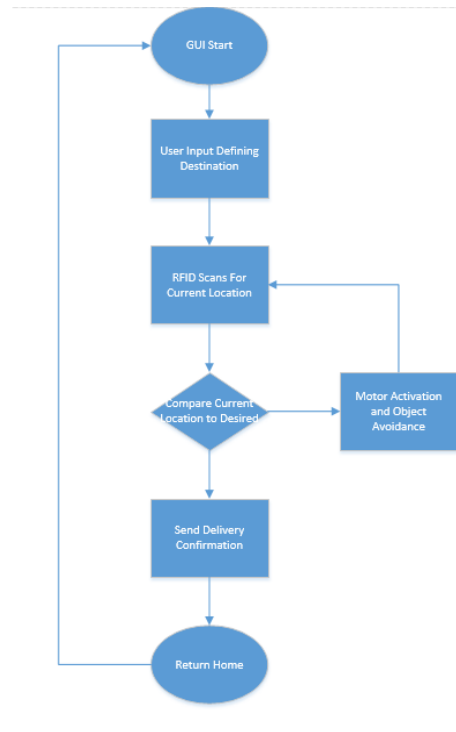 GUI Start
User Input Defining
Destination
RFID Scans For
Current Location
Compare Current
Location to Desired
Motor Activation
and Object
Avoidance
Send Delivery
Confirmation
Return Home